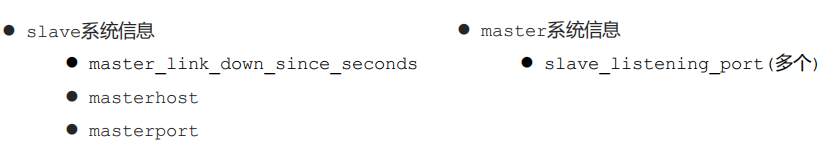 slave系统信息
master_link_down_since_seconds
masterhost
masterport
master系统信息
slave_listening_port(多个)